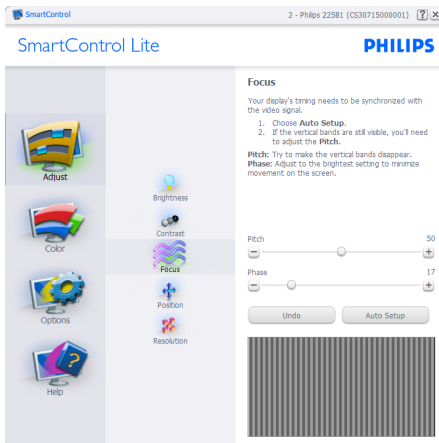 SmartControl
2 - Philips 225B1 (CS30715000001)
?
X
SmartControl Lite
PHILIPS
Adjust
Color
Options
Help
Brightness
Contrast
Focus
Position
Resolution
Focus
Your display's timing needs to be synchronized with
the video signal.
1. Choose Auto Setup.
2. If the vertical bands are still visible, you'll need
to adjust the Pitch.
Pitch: Try to make the vertical bands disappear.
Phase: Adjust to the brightest setting to minimize
movement on the screen.
Pitch 50
Phase 17
Undo
Auto Setup